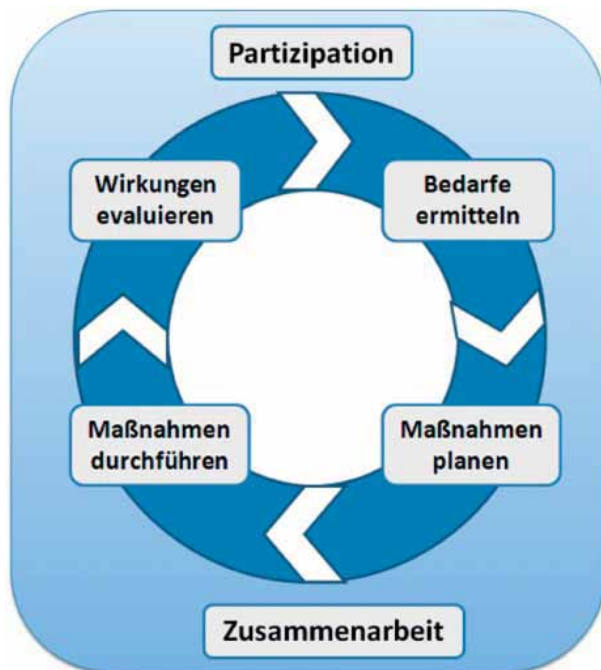 Partizipation
Wirkungen
evaluieren
Bedarfe
ermitteln
Maßnahmen
durchführen
Maßnahmen
planen
Zusammenarbeit